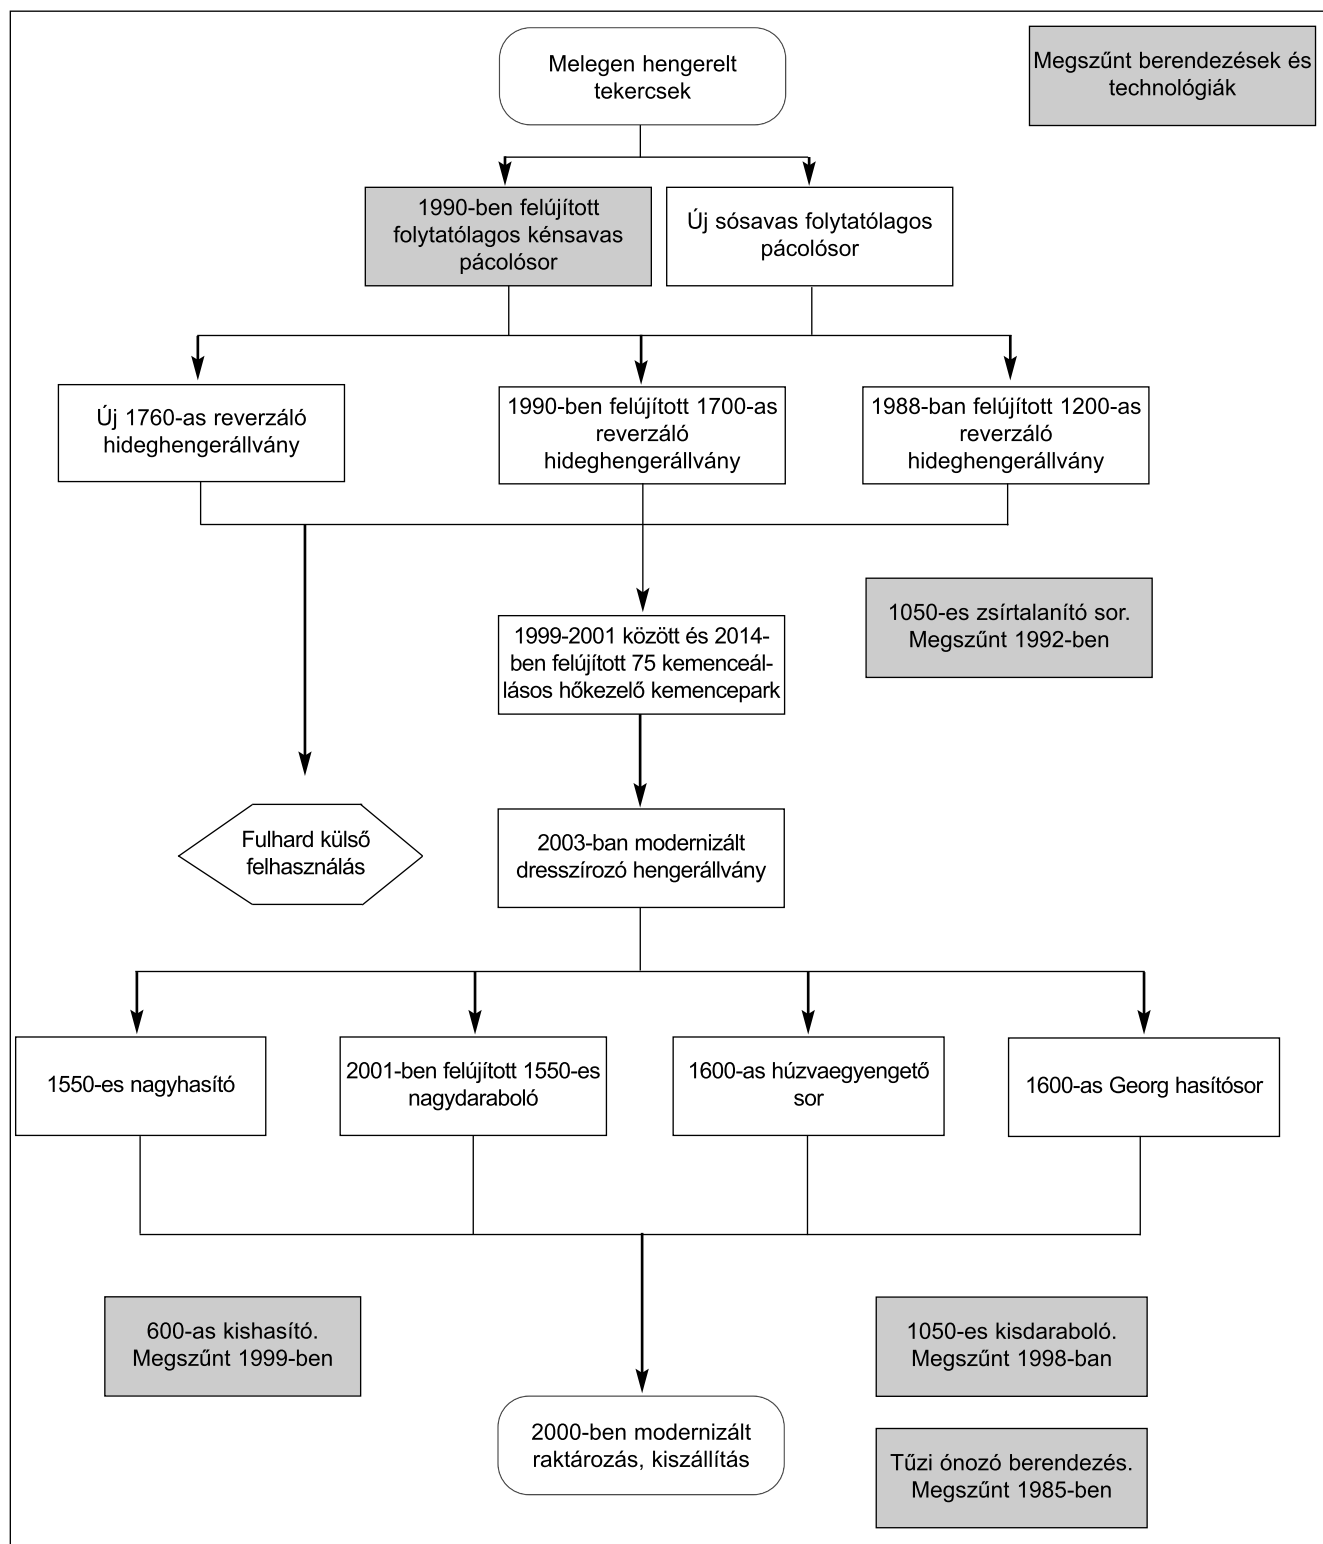 Melegen hengerelt
tekercsek
Megszűnt berendezések és
technológiák
1990-ben felújított
folytatólagos kénsavas
pácolósor
Új sósavas folytatólagos
pácolósor
Új 1760-as reverzáló
hideghengerállvány
1990-ben felújított 1700-as
reverzáló
hideghengerállvány
1988-ban felújított 1200-as
reverzáló
hideghengerállvány
1050-es zsírtalanító sor.
Megszűnt 1992-ben
1999-2001 között és 2014-
ben felújított 75 kemenceál-
lásos hőkezelő kemencepark
Fulhard külső
felhasználás
2003-ban modernizált
dresszírozó hengerállvány
1550-es nagyhasító
2001-ben felújított 1550-es
nagydaraboló
1600-as húzvaegyengető
sor
1600-as Georg hasítósor
600-as kishasító.
Megszűnt 1999-ben
1050-es kisdaraboló.
Megszűnt 1998-ban
2000-ben modernizált
raktározás, kiszállítás
Tűzi ónozó berendezés.
Megszűnt 1985-ben